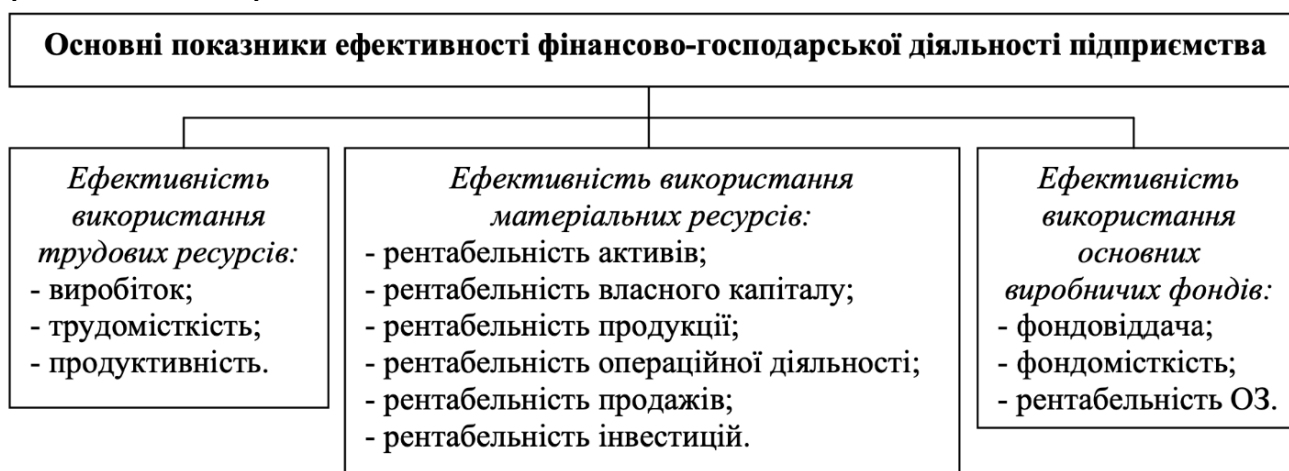 Основні показники ефективності фінансово-господарської діяльності підприємства
Ефективність
використання
трудових ресурсів:
- виробіток;
- трудомісткість;
- продуктивність.
Ефективність використання
матеріальних ресурсів:
- рентабельність активів;
- рентабельність власного капіталу;
- рентабельність продукції;
- рентабельність операційної діяльності;
- рентабельність продажів;
- рентабельність інвестицій.
Ефективність
використання
основних
виробничих фондів:
- фондовіддача;
- фондомісткість;
- рентабельність ОЗ.